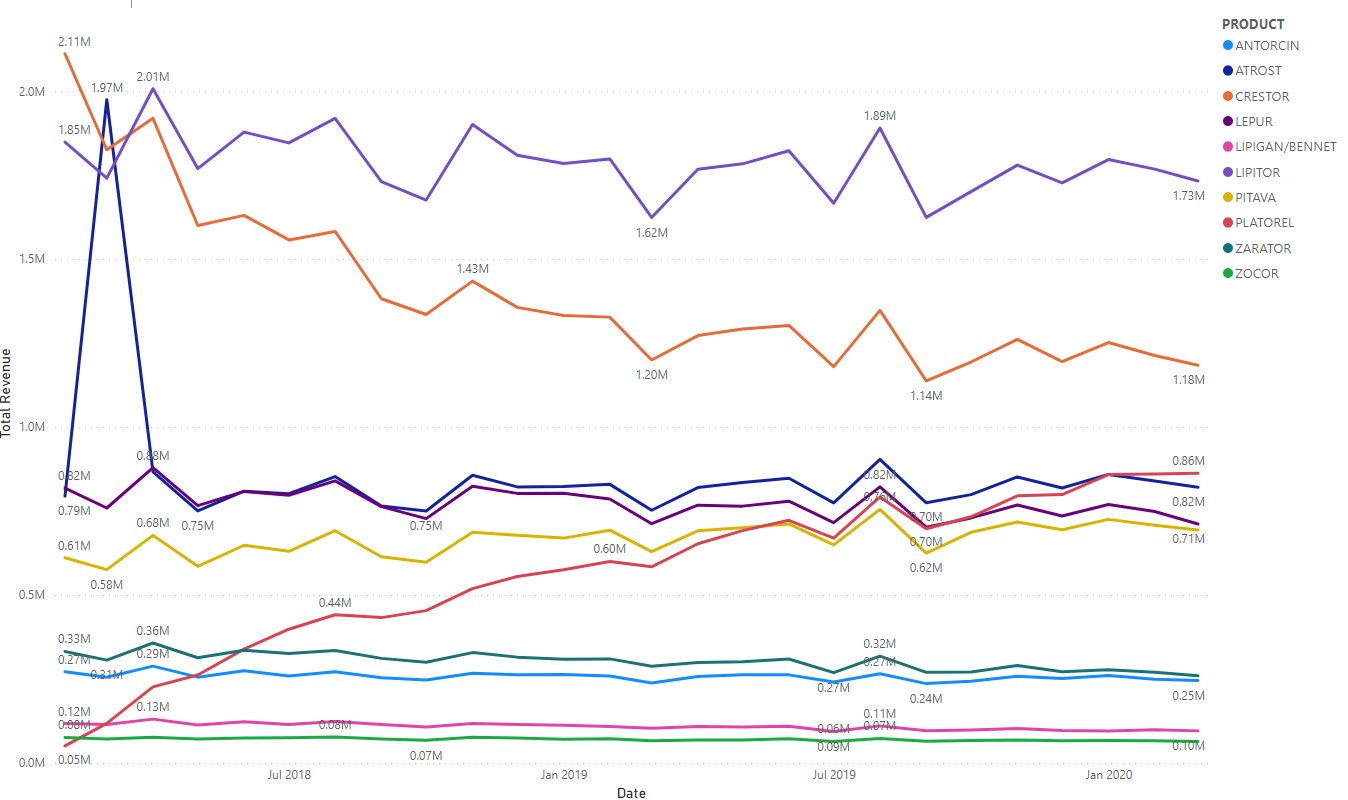 PRODUCT
ANTORCIN
ATROST
CRESTOR
LEPUR
LIPIGAN/BENNET
LIPITOR
PITAVA
PLATOREL
ZARATOR
ZOCOR
Total Revenue
2.0M
1.5M
1.0M
0.5M
0.0M
2.11M
1.97M
2.01M
1.85M
1.89M
1.73M
1.62M
1.43M
1.20M
1.14M
1.18M
0.82M
0.88M
0.79M
0.75M
0.75M
0.82M
0.70M
0.70M
0.62M
0.86M
0.82M
0.71M
0.61M
0.58M
0.68M
0.60M
0.44M
0.33M
0.27M
0.31M
0.36M
0.29M
0.32M
0.27M
0.27M
0.24M
0.25M
0.12M
0.08M
0.05M
0.13M
0.08M
0.07M
0.06M
0.09M
0.11M
0.07M
0.10M
Jul 2018
Jan 2019
Jul 2019
Jan 2020
Date